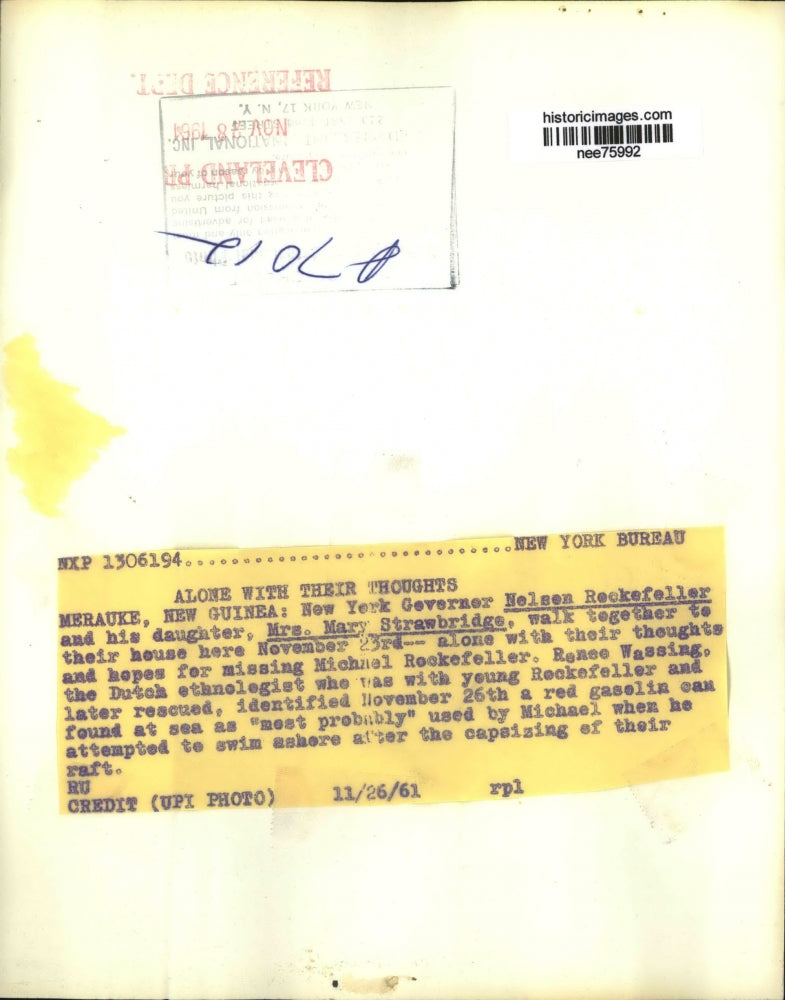 REFERENCE DEPT.
historicimages.com
nee75992
NEW YORK 17, N. Y.
NOV 28 1961
CLEVELAND
this picture you
P 7012
NXP 1306194...................................NEW YORK BUREAU
ALONE WITH THEIR THOUGHTS
MERAUKE, NEW GUINEA: New York Governor Nelson Rockefeller
and his daughter, Mrs. Mary Strawbridge, walk together to
their house here November 23rd-- alone with their thoughts
and hopes for missing Michael Rockefeller. Renee Wassing,
the Dutch ethnologist who was with young Rockefeller and
later rescued, identified November 26th a red gasolin can
found at sea as "most probably" used by Michael when he
attempted to swim ashore after the capsizing of their
raft.
RU
CREDIT (UPI PHOTO) 11/26/61 rpl